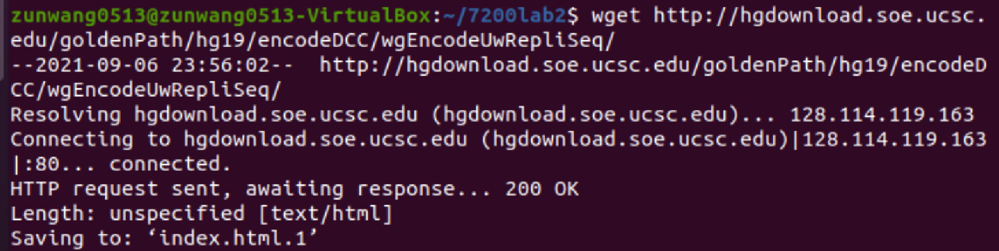 zunwang0513@zunwang0513-VirtualBox:~/7200lab2$ wget http://hgdownload.soe.ucsc.
edu/goldenPath/hg19/encodeDCC/wgEncodeUwRepliSeq/
--2021-09-06 23:56:02--  http://hgdownload.soe.ucsc.edu/goldenPath/hg19/encodeD
CC/wgEncodeUwRepliSeq/
Resolving hgdownload.soe.ucsc.edu (hgdownload.soe.ucsc.edu)... 128.114.119.163
Connecting to hgdownload.soe.ucsc.edu (hgdownload.soe.ucsc.edu)|128.114.119.163
|:80... connected.
HTTP request sent, awaiting response... 200 OK
Length: unspecified [text/html]
Saving to: ‘index.html.1’